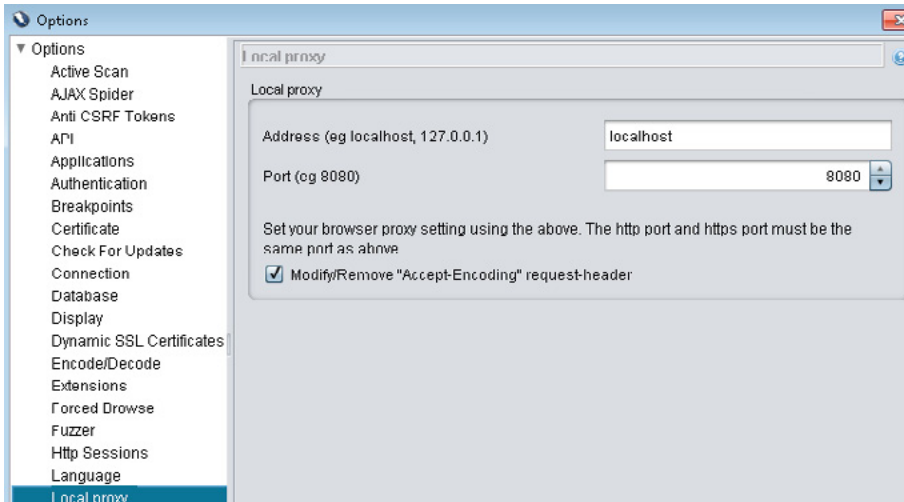 Options
Options
Active Scan
AJAX Spider
Anti CSRF Tokens
API
Applications
Authentication
Breakpoints
Certificate
Check For Updates
Connection
Database
Display
Dynamic SSL Certificates
Encode/Decode
Extensions
Forced Browse
Fuzzer
Http Sessions
Language
Local proxy
Local proxy
Local proxy
Address (eg localhost, 127.0.0.1)
localhost
Port (eg 8080)
8080
Set your browser proxy setting using the above. The http port and https port must be the
same port as above
Modify/Remove "Accept-Encoding" request-header